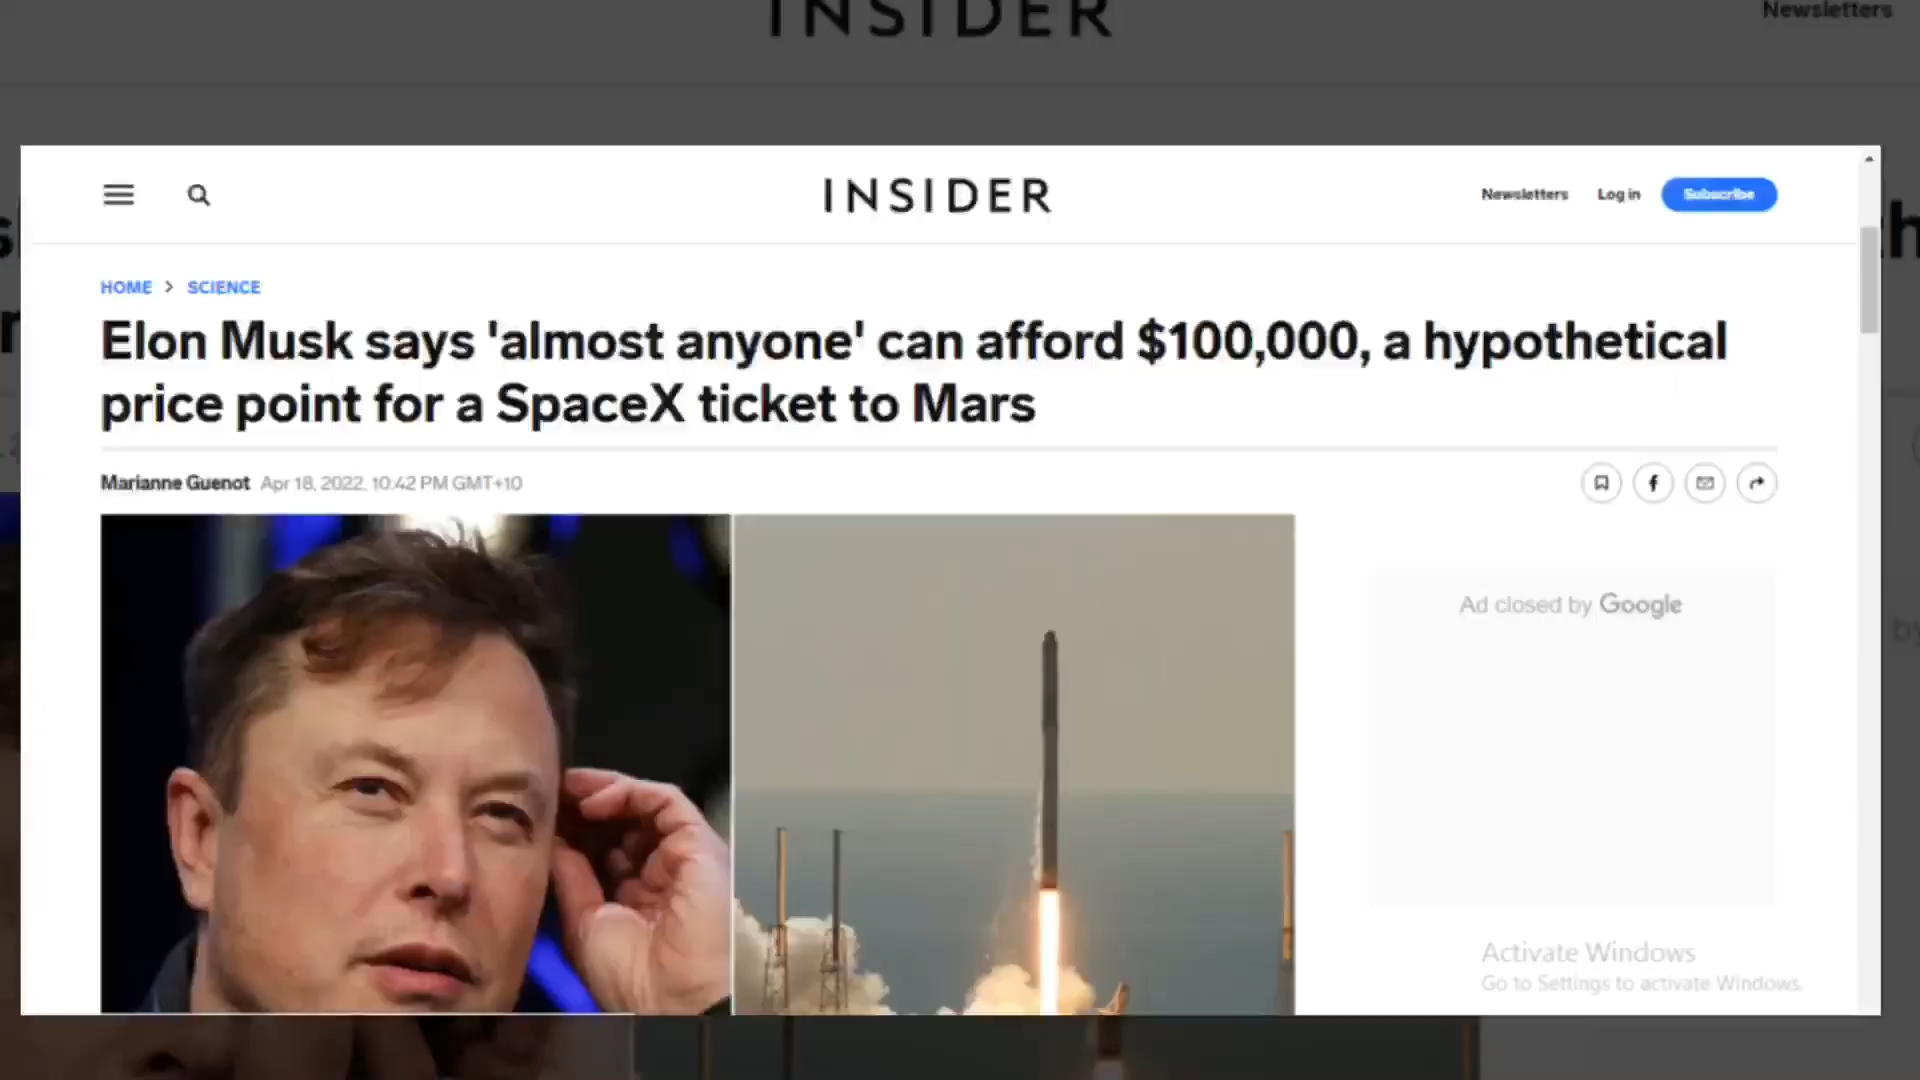 INSIDER
Newsletters
INSIDER
Newsletters
Log in
Subscribe
HOME > SCIENCE
Elon Musk says 'almost anyone' can afford $100,000, a hypothetical
price point for a SpaceX ticket to Mars
Marianne Guenot Apr 18, 2022, 10:42 PM GMT+10
Ad closed by Google
Activate Windows
Go to Settings to activate Windows.